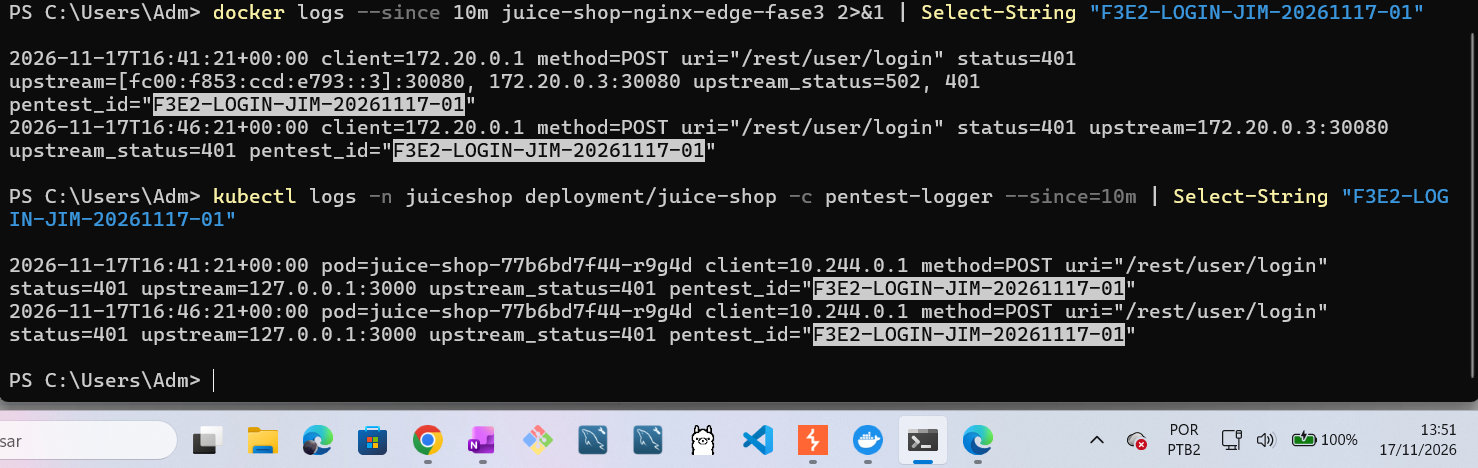 PS C:\Users\Adm> docker logs --since 10m juice-shop-nginx-edge-fase3 2>&1 | Select-String "F3E2-LOGIN-JIM-20261117-01"
2026-11-17T16:41:21+00:00 client=172.20.0.1 method=POST uri="/rest/user/login" status=401
upstream=[fc00:f853:ccd:e793::3]:30080, 172.20.0.3:30080 upstream_status=502, 401
pentest_id="F3E2-LOGIN-JIM-20261117-01"
2026-11-17T16:46:21+00:00 client=172.20.0.1 method=POST uri="/rest/user/login" status=401 upstream=172.20.0.3:30080
upstream_status=401 pentest_id="F3E2-LOGIN-JIM-20261117-01"
PS C:\Users\Adm> kubectl logs -n juiceshop deployment/juice-shop -c pentest-logger --since=10m | Select-String "F3E2-LOG
IN-JIM-20261117-01"
2026-11-17T16:41:21+00:00 pod=juice-shop-77b6bd7f44-r9g4d client=10.244.0.1 method=POST uri="/rest/user/login"
status=401 upstream=127.0.0.1:3000 upstream_status=401 pentest_id="F3E2-LOGIN-JIM-20261117-01"
2026-11-17T16:46:21+00:00 pod=juice-shop-77b6bd7f44-r9g4d client=10.244.0.1 method=POST uri="/rest/user/login"
status=401 upstream=127.0.0.1:3000 upstream_status=401 pentest_id="F3E2-LOGIN-JIM-20261117-01"
PS C:\Users\Adm>
sar
POR
PTB2
100%
13:51
17/11/2026